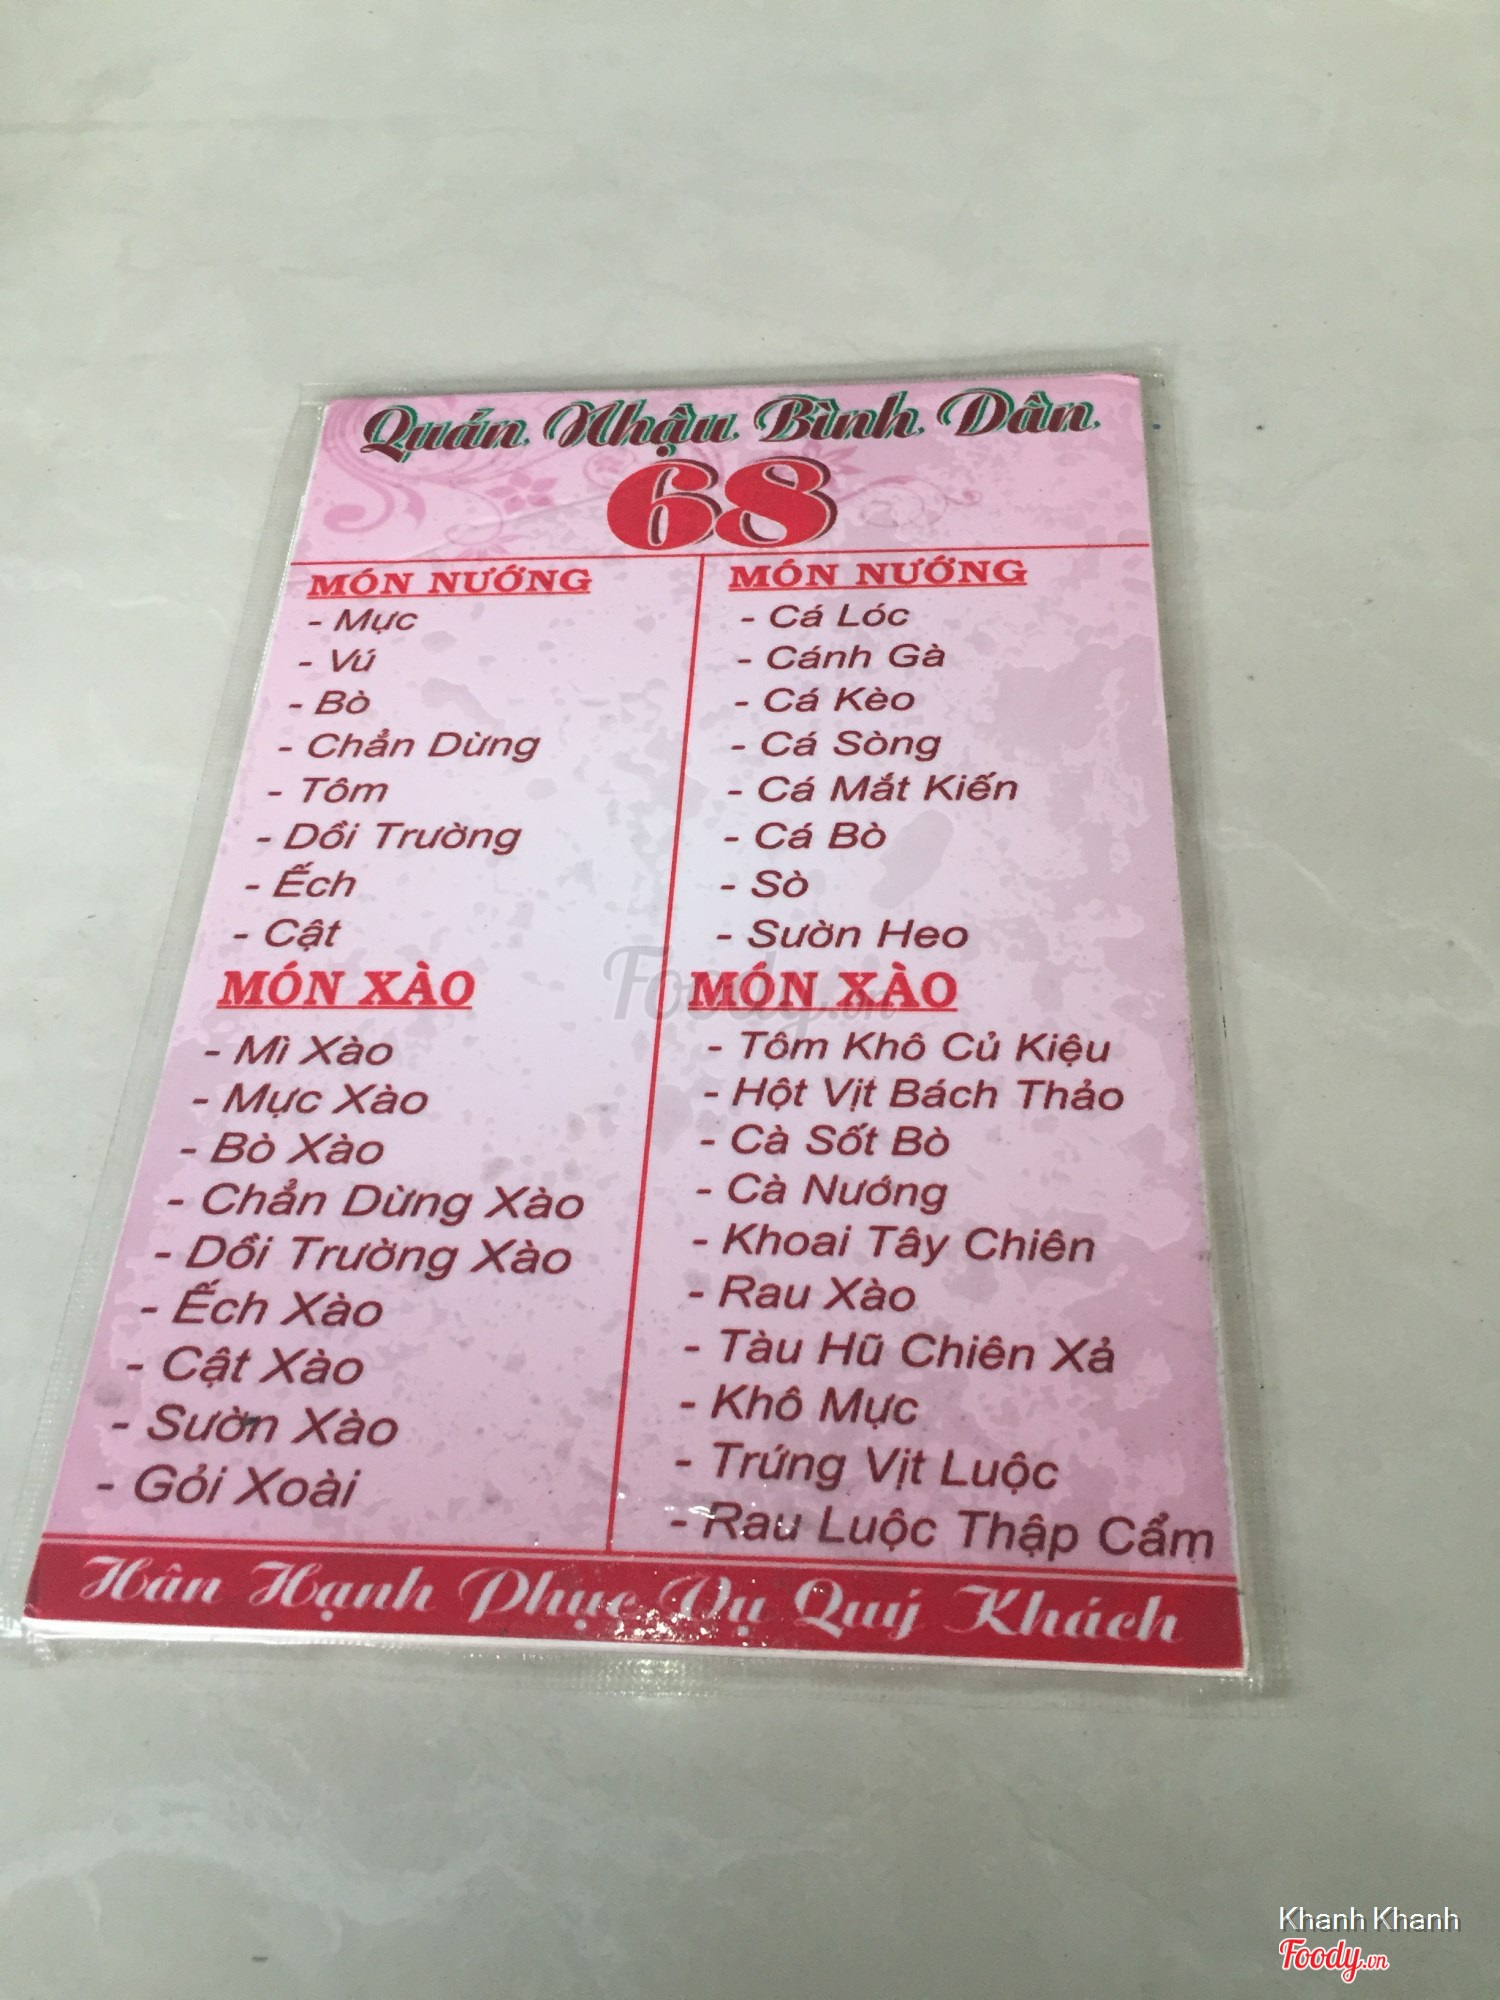 Quán Nhậu Bình Dân
68
MÓN NƯỚNG
- Mực
- Vú
- Bò
- Chẳn Dừng
- Tôm
- Dồi Trường
- Ếch
- Cật
MÓN XÀO
- Mì Xào
- Mực Xào
- Bò Xào
- Chẳn Dừng Xào
- Dồi Trường Xào
- Ếch Xào
- Cật Xào
- Sườn Xào
- Gỏi Xoài
MÓN NƯỚNG
- Cá Lóc
- Cánh Gà
- Cá Kèo
- Cá Sòng
- Cá Mắt Kiến
- Cá Bò
- Sò
- Sườn Heo
MÓN XÀO
- Tôm Khô Củ Kiệu
- Hột Vịt Bách Thảo
- Cà Sốt Bò
- Cà Nướng
- Khoai Tây Chiên
- Rau Xào
- Tàu Hũ Chiên Xả
- Khô Mực
- Trứng Vịt Luộc
- Rau Luộc Thập Cẩm
Hân Hạnh Phục Vụ Quý Khách
Foody.vn
Khanh Khanh
Foody.vn